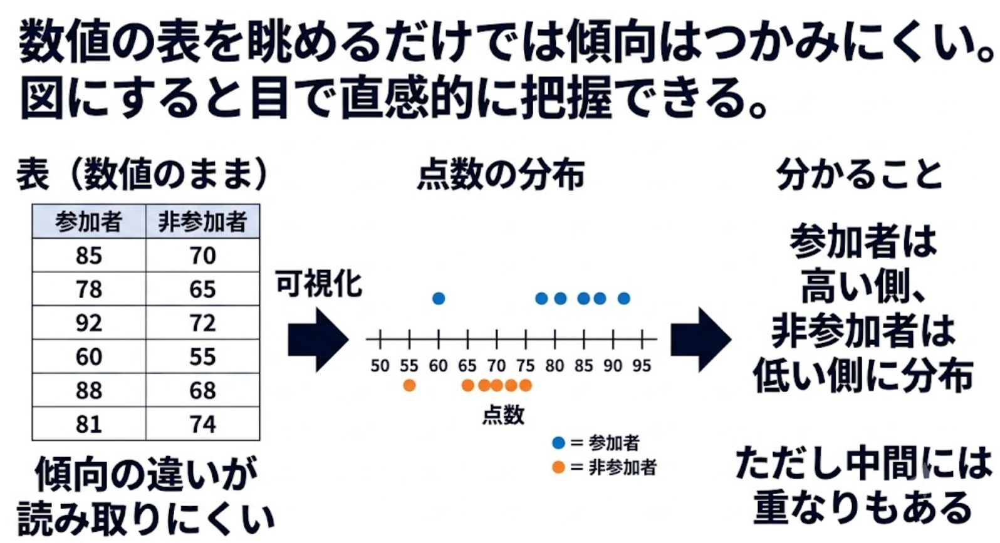 数値の表を眺めるだけでは傾向はつかみにくい。
図にすると目で直感的に把握できる。
表（数値のまま）
参加者 非参加者
85 70
78 65
92 72
60 55
88 68
81 74
傾向の違いが
読み取りにくい
可視化
点数の分布
50 55 60 65 70 75 80 85 90 95
点数
= 参加者
= 非参加者
分かること
参加者は
高い側、
非参加者は
低い側に分布
ただし中間には
重なりもある